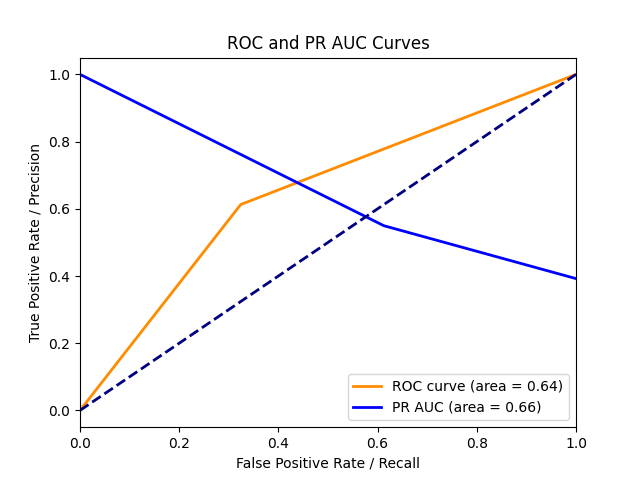 ROC and PR AUC Curves
True Positive Rate / Precision
1.0
0.8
0.6
0.4
0.2
0.0
ROC curve (area = 0.64)
PR AUC (area = 0.66)
0.0 0.2 0.4 0.6 0.8 1.0
False Positive Rate / Recall